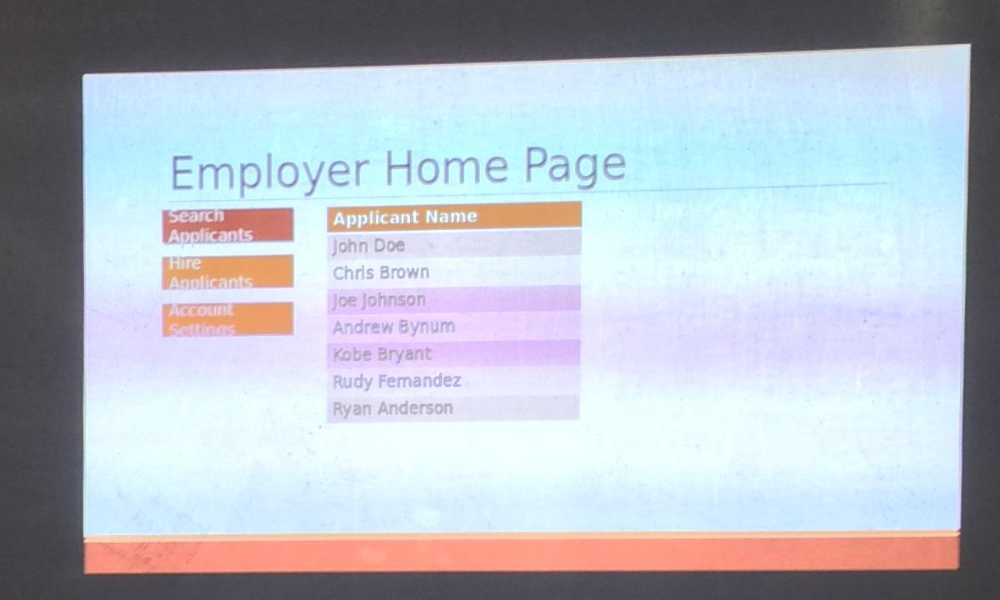 Employer Home Page
Search
Applicants
Hire
Applicants
Account
Settings
Applicant Name
John Doe
Chris Brown
Joe Johnson
Andrew Bynum
Kobe Bryant
Rudy Fernandez
Ryan Anderson